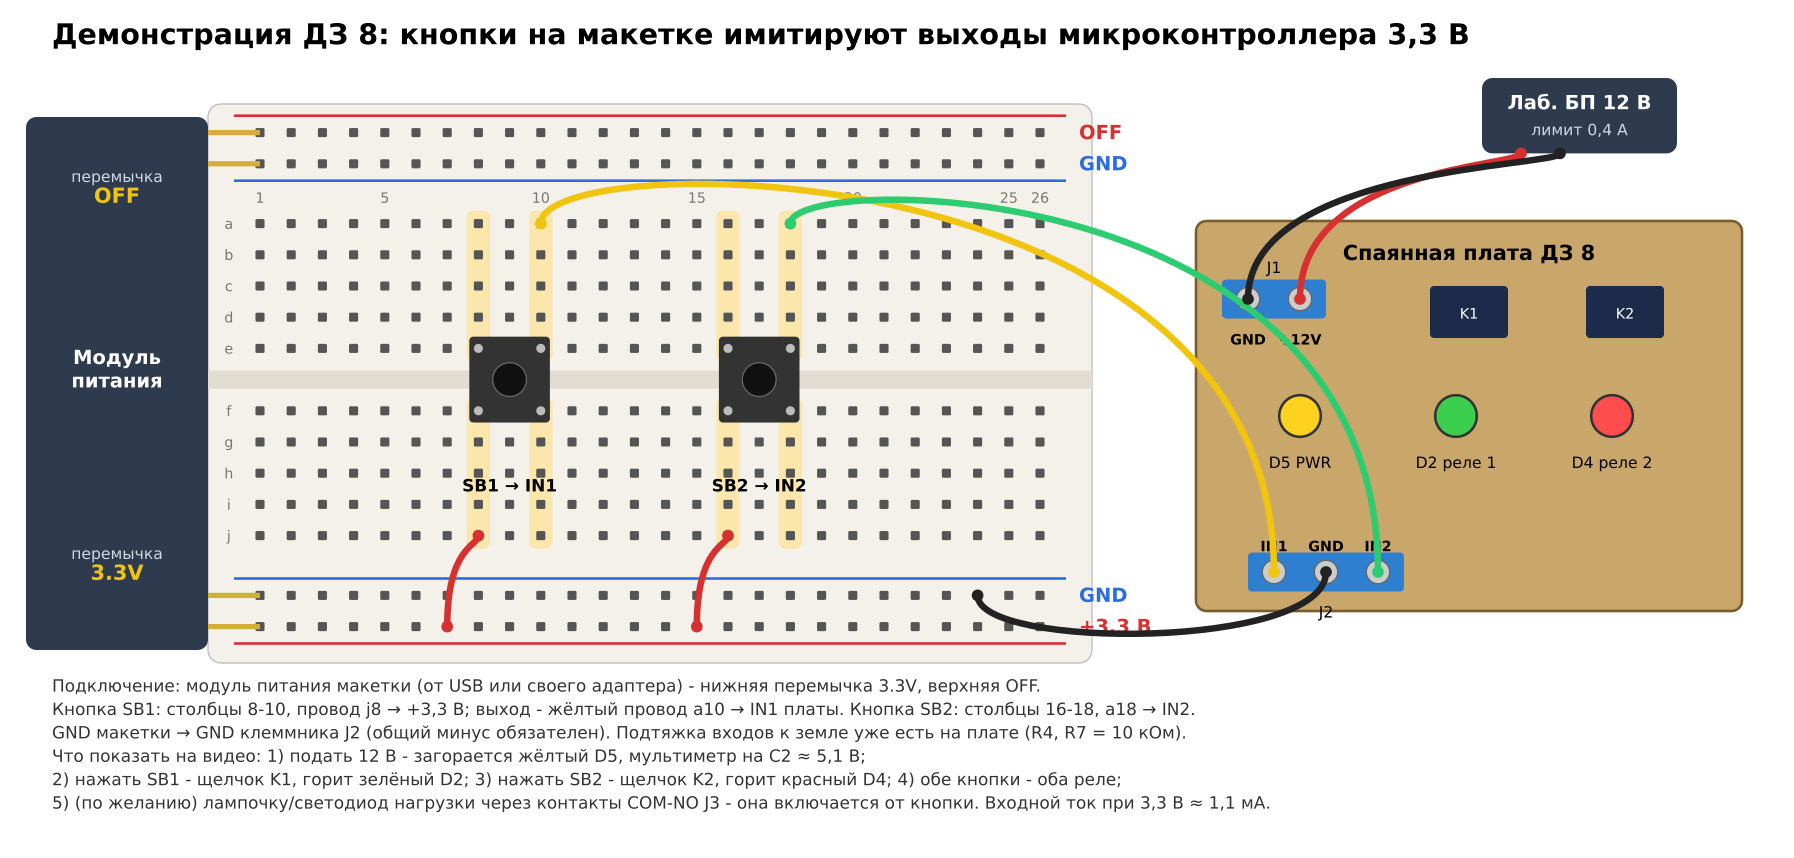 Демонстрация ДЗ 8: кнопки на макетке имитируют выходы микроконтроллера 3,3 В
Лаб. БП 12 В
лимит 0,4 А
OFF
GND
перемычка
OFF
1 5 10 15 20 25 26
a
b
c
d
e
Модуль
питания
f
g
h
i
j
SB1 → IN1
SB2 → IN2
перемычка
3.3V
GND
+3.3 В
Спаянная плата ДЗ 8
J1
GND +12V
K1
K2
D5 PWR
D2 реле 1
D4 реле 2
IN1 GND IN2
J2
Подключение: модуль питания макетки (от USB или своего адаптера) - нижняя перемычка 3.3V, верхняя OFF.
Кнопка SB1: столбцы 8-10, провод j8 → +3,3 В; выход - жёлтый провод a10 → IN1 платы. Кнопка SB2: столбцы 16-18, a18 → IN2.
GND макетки → GND клеммника J2 (общий минус обязателен). Подтяжка входов к земле уже есть на плате (R4, R7 = 10 кОм).
Что показать на видео: 1) подать 12 В - загорается жёлтый D5, мультиметр на C2 ≈ 5,1 В;
2) нажать SB1 - щелчок K1, горит зелёный D2; 3) нажать SB2 - щелчок K2, горит красный D4; 4) обе кнопки - оба реле;
5) (по желанию) лампочку/светодиод нагрузки через контакты COM-NO J3 - она включается от кнопки. Входной ток при 3,3 В ≈ 1,1 мА.